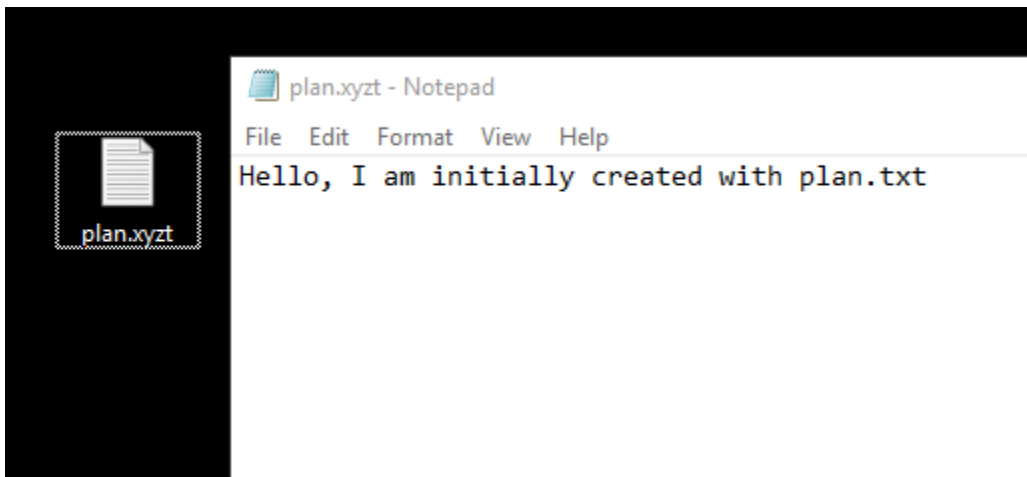 plan.xyzt - Notepad
File Edit Format View Help
Hello, I am initially created with plan.txt
plan.xyzt